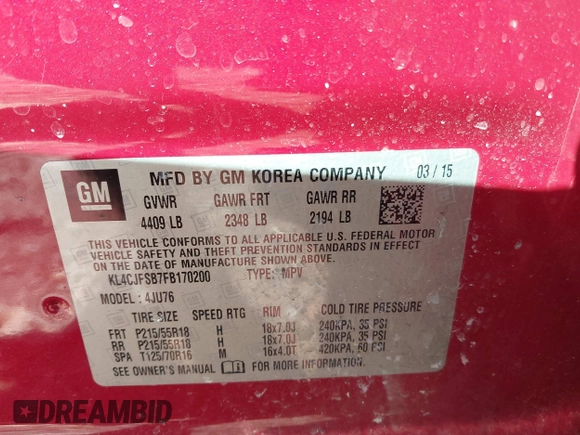 GM
MFD BY GM KOREA COMPANY 03 / 15
GVWR GAWR FRT GAWR RR
4409 LB 2348 LB 2194 LB
THIS VEHICLE CONFORMS TO ALL APPLICABLE U.S. FEDERAL MOTOR
VEHICLE SAFETY AND THEFT PREVENTION STANDARDS IN EFFECT
ON THE DATE OF MANUFACTURE SHOWN ABOVE.
KL4CJFSB7FB170200 TYPE: MPV
MODEL: 4JU76
TIRE SIZE SPEED RTG RIM COLD TIRE PRESSURE
FRT P215/55R18 H 18x7.0J 240KPA, 35 PSI
RR P215/55R18 H 18x7.0J 240KPA, 35 PSI
SPA T125/70R16 M 16x4.0T 420KPA, 60 PSI
SEE OWNER'S MANUAL FOR MORE INFORMATION.
DREAMBID